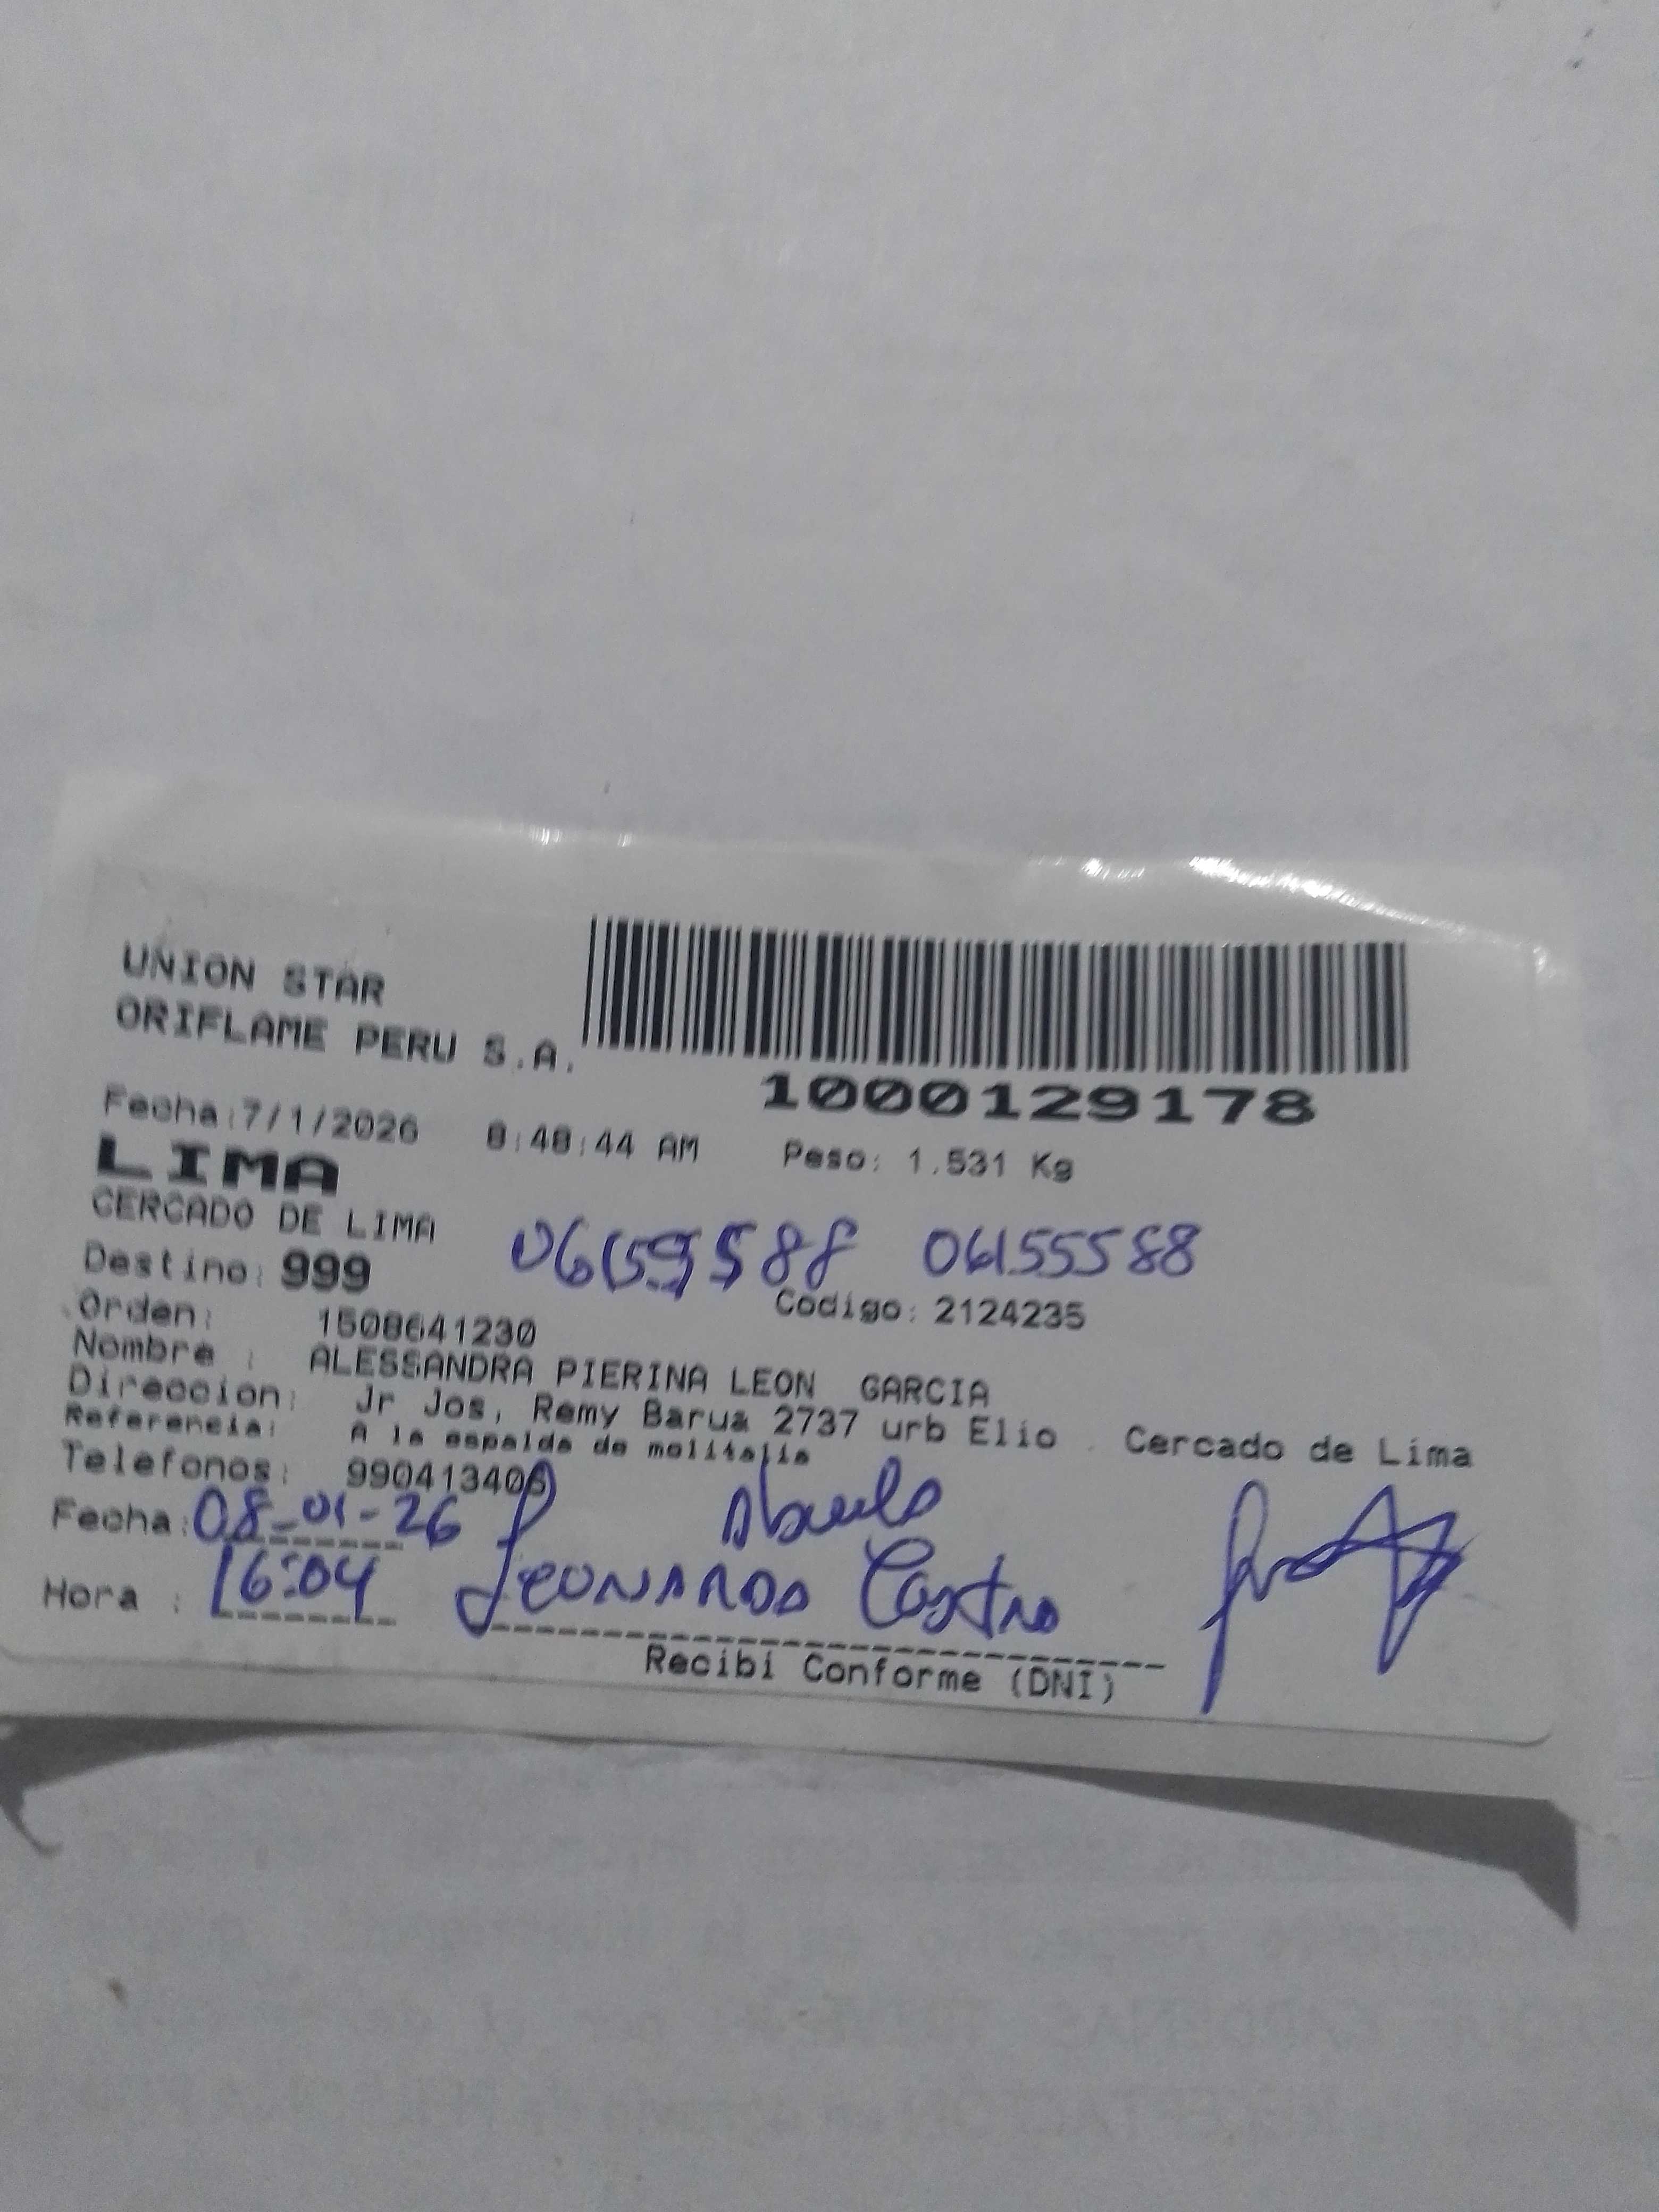 UNION STAR
ORIFLAME PERU S.A.
1000129178
Fecha:7/1/2026 8:48:44 AM Peso: 1.531 Kg
LIMA
CERCADO DE LIMA
06155588 06155588
Destino: 999
Codigo: 2124235
Orden: 1508641230
Nombre : ALESSANDRA PIERINA LEON GARCIA
Direccion: Jr Jos, Remy Barua 2737 urb Elio . Cercado de Lima
Referencia: A la espalda de molitalia
Telefonos: 990413406
Abuelo
Fecha: 08-01-26
Hora : 16:04 LEONARDO Castro
Recibi Conforme (DNI)